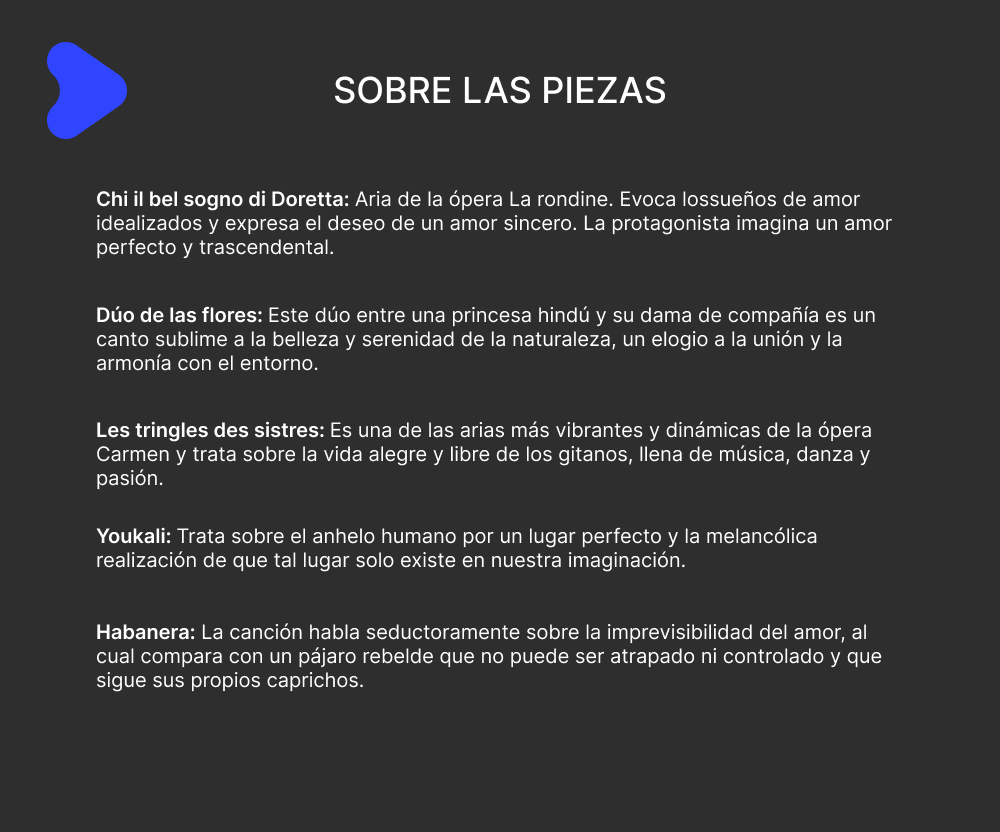 SOBRE LAS PIEZAS
Chi il bel sogno di Doretta: Aria de la ópera La rondine. Evoca lossueños de amor
idealizados y expresa el deseo de un amor sincero. La protagonista imagina un amor
perfecto y trascendental.
Dúo de las flores: Este dúo entre una princesa hindú y su dama de compañía es un
canto sublime a la belleza y serenidad de la naturaleza, un elogio a la unión y la
armonía con el entorno.
Les tringles des sistres: Es una de las arias más vibrantes y dinámicas de la ópera
Carmen y trata sobre la vida alegre y libre de los gitanos, llena de música, danza y
pasión.
Youkali: Trata sobre el anhelo humano por un lugar perfecto y la melancólica
realización de que tal lugar solo existe en nuestra imaginación.
Habanera: La canción habla seductoramente sobre la imprevisibilidad del amor, al
cual compara con un pájaro rebelde que no puede ser atrapado ni controlado y que
sigue sus propios caprichos.